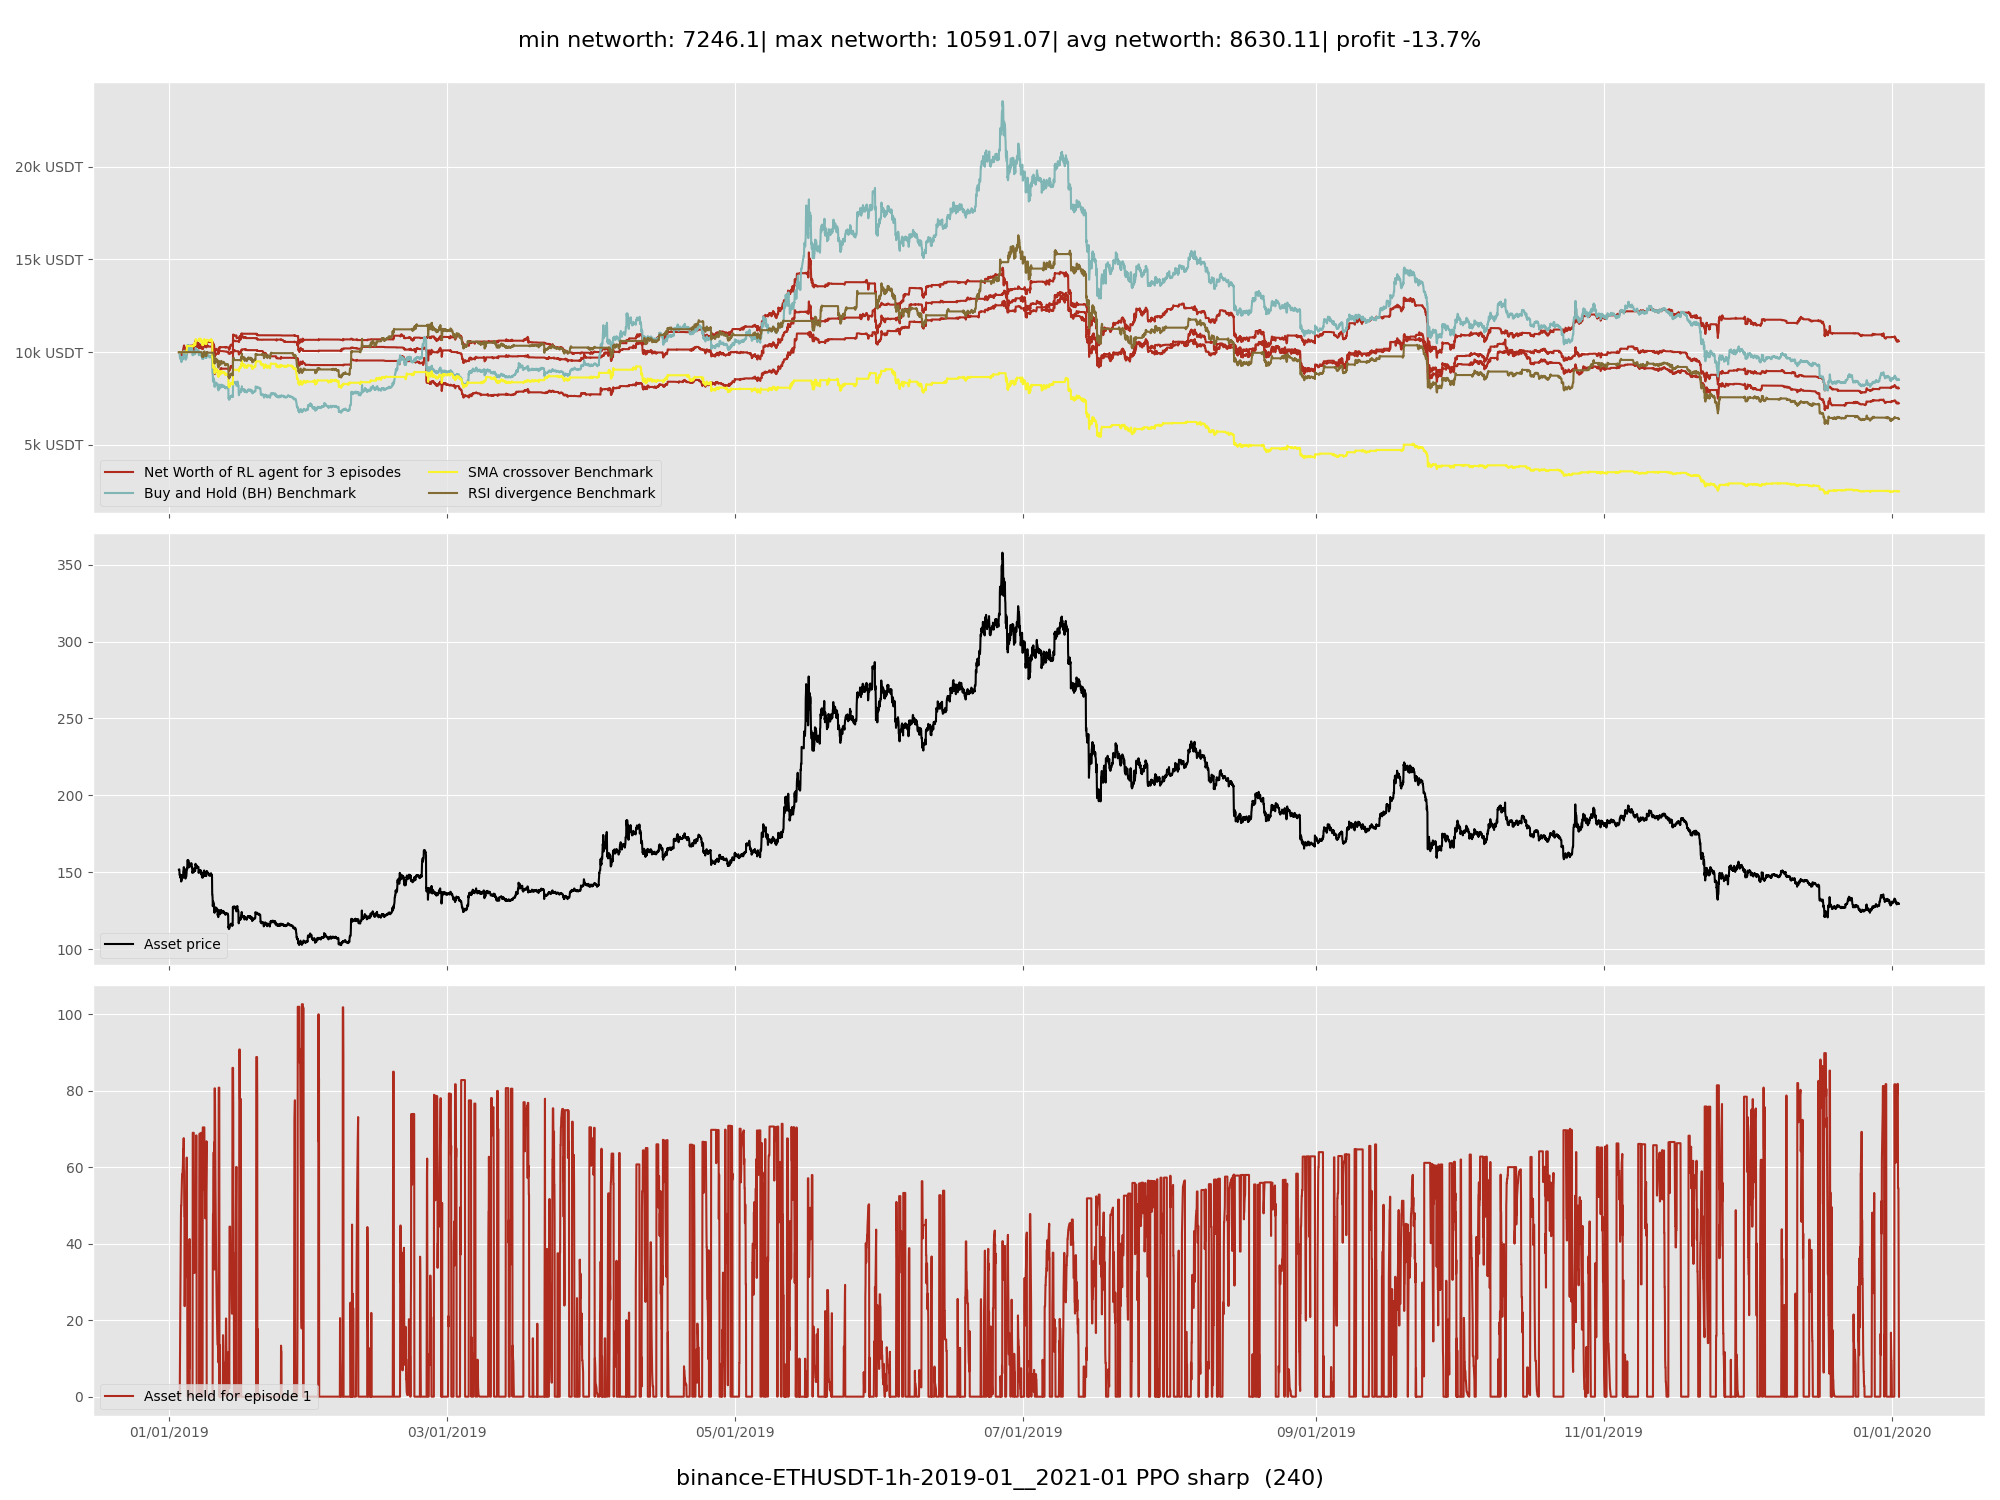 min networth: 7246.1| max networth: 10591.07| avg networth: 8630.11| profit -13.7%
20k USDT
15k USDT
10k USDT
5k USDT
Net Worth of RL agent for 3 episodes
Buy and Hold (BH) Benchmark
SMA crossover Benchmark
RSI divergence Benchmark
350
300
250
200
150
100
Asset price
100
80
60
40
20
0
Asset held for episode 1
01/01/2019
03/01/2019
05/01/2019
07/01/2019
09/01/2019
11/01/2019
01/01/2020
binance-ETHUSDT-1h-2019-01__2021-01 PPO sharp  (240)